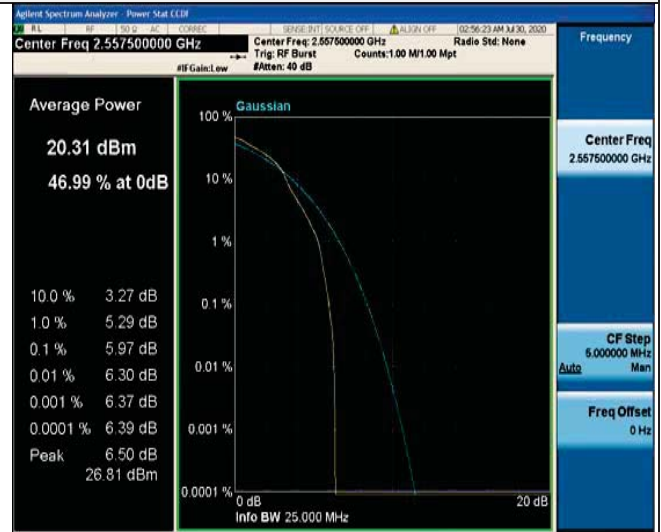 Agilent Spectrum Analyzer - Power Stat CCDF
RL RF 50 Ω AC CORREC SENSE:INT SOURCE OFF ALIGN OFF 02:56:23 AM Jul 30, 2020
Center Freq 2.557500000 GHz
Center Freq: 2.557500000 GHz Radio Std: None
Trig: RF Burst Counts:1.00 M/1.00 Mpt
#IFGain:Low #Atten: 40 dB
Frequency
Average Power
20.31 dBm
46.99 % at 0dB
10.0 % 3.27 dB
1.0 % 5.29 dB
0.1 % 5.97 dB
0.01 % 6.30 dB
0.001 % 6.37 dB
0.0001 % 6.39 dB
Peak 6.50 dB
26.81 dBm
Gaussian
100 %
10 %
1 %
0.1 %
0.01 %
0.001 %
0.0001 %
0 dB 20 dB
Info BW 25.000 MHz
Center Freq
2.557500000 GHz
CF Step
5.000000 MHz
Auto Man
Freq Offset
0 Hz